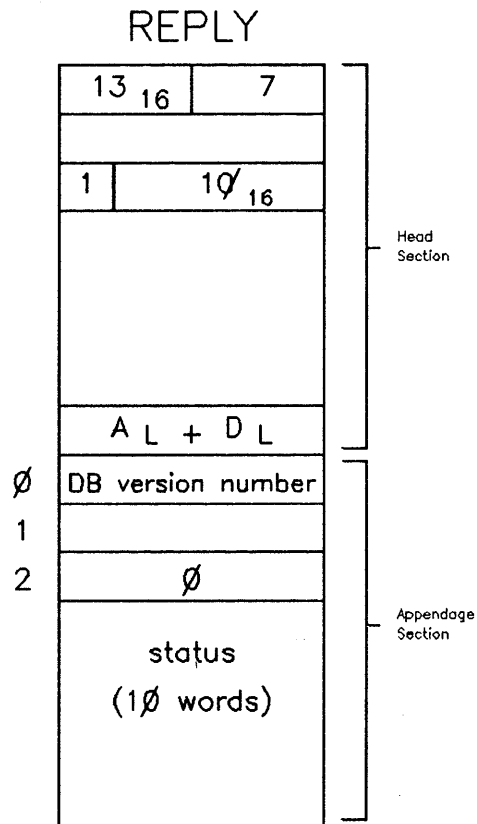 REPLY
13 16 7
1 1Ø 16
Head
Section
A L + D L
Ø DB version number
1
2 Ø
Appendage
Section
status
(1Ø words)